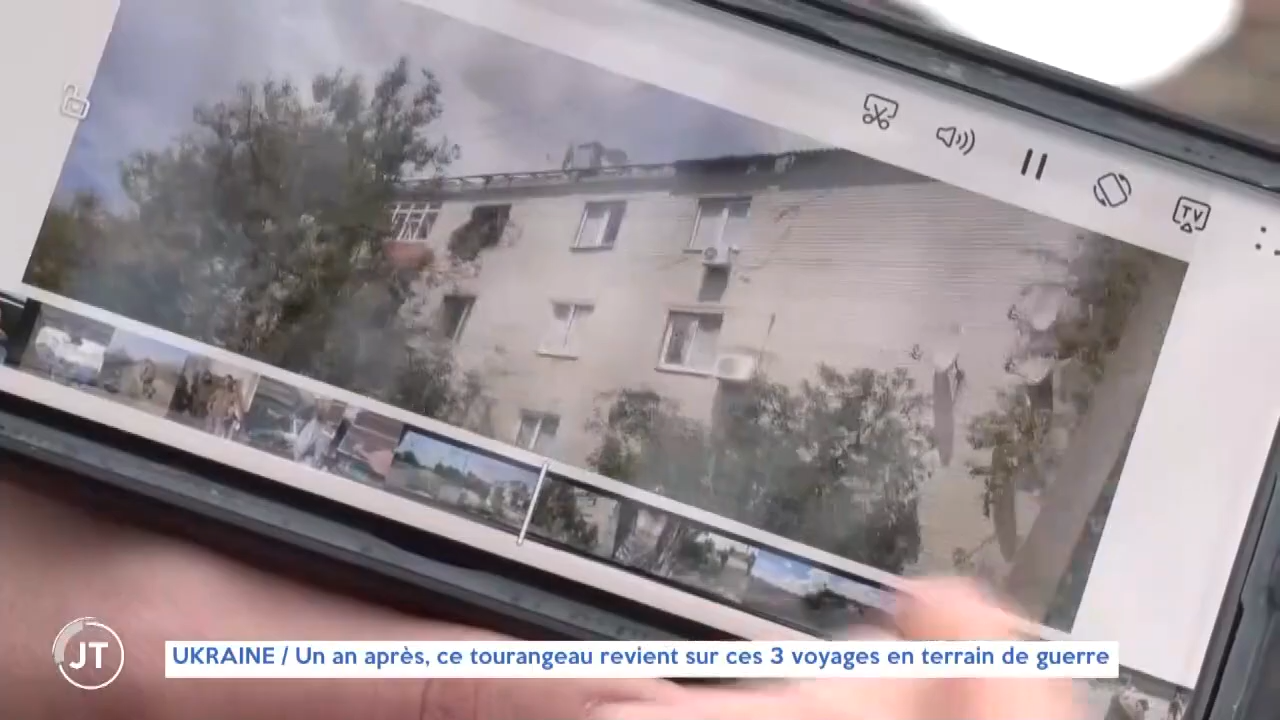 TV
JT
UKRAINE / Un an après, ce tourangeau revient sur ces 3 voyages en terrain de guerre